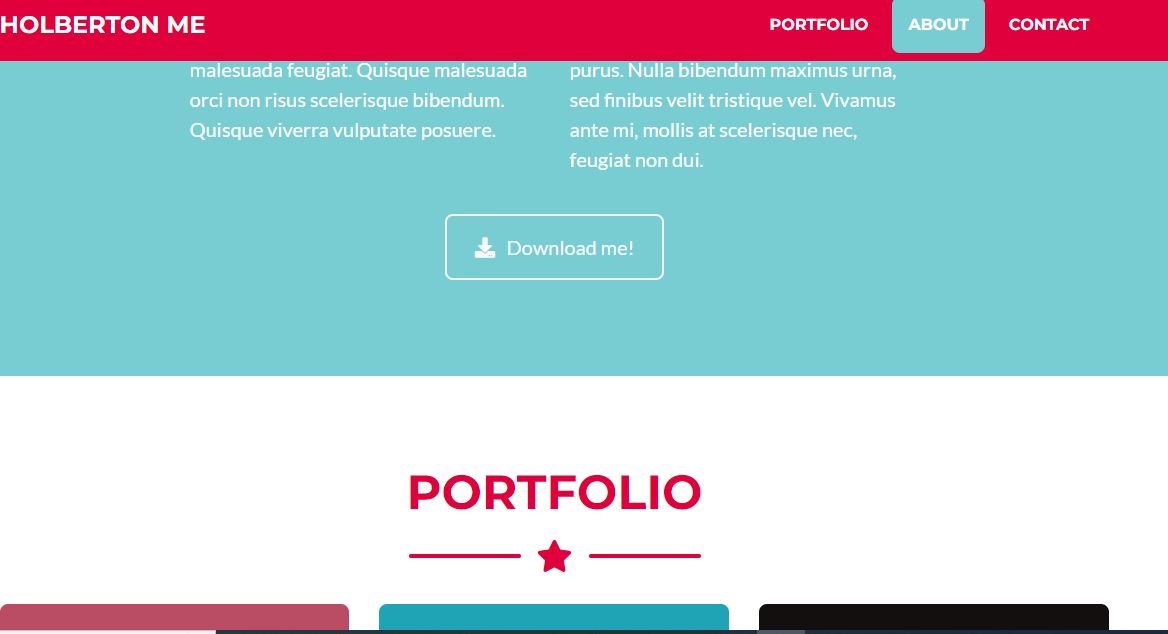 HOLBERTON ME
PORTFOLIO ABOUT CONTACT
malesuada feugiat. Quisque malesuada
orci non risus scelerisque bibendum.
Quisque viverra vulputate posuere.
purus. Nulla bibendum maximus urna,
sed finibus velit tristique vel. Vivamus
ante mi, mollis at scelerisque nec,
feugiat non dui.
Download me!
PORTFOLIO